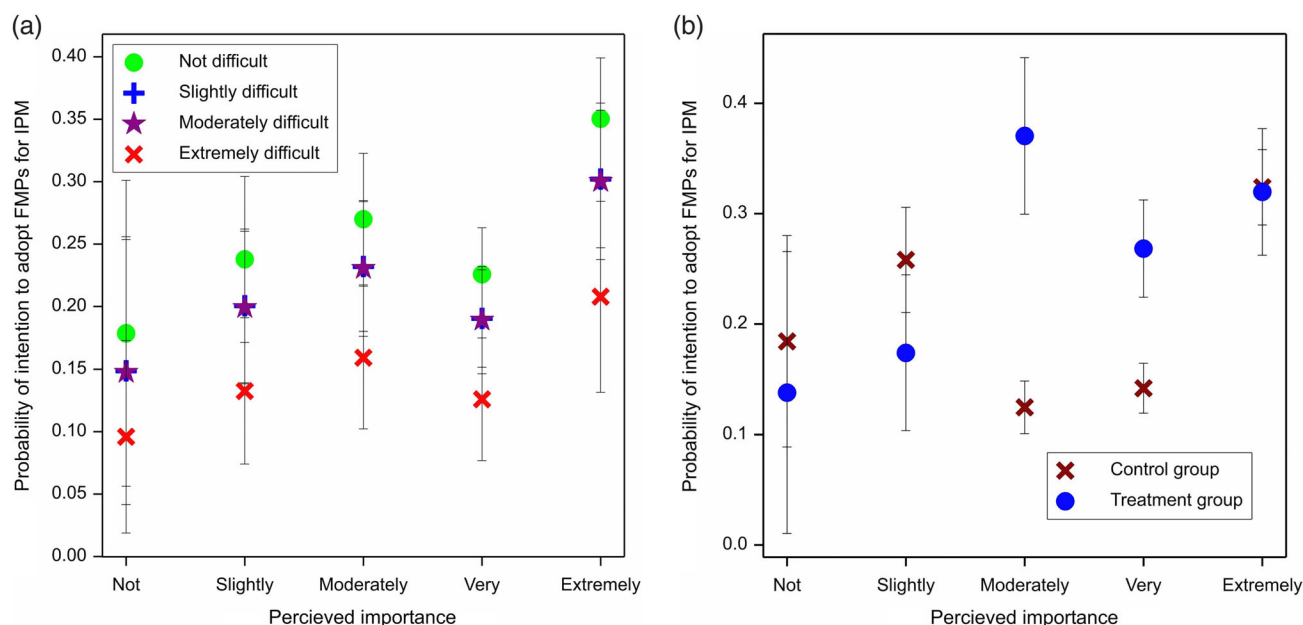 (a)
Probability of intention to adopt FMPs for IPM
0.40
0.35
0.30
0.25
0.20
0.15
0.10
0.05
0.00
Not difficult
Slightly difficult
Moderately difficult
Extremely difficult
Not
Slightly
Moderately
Very
Extremely
Percieved importance
(b)
Probability of intention to adopt FMPs for IPM
0.4
0.3
0.2
0.1
0.0
Control group
Treatment group
Not
Slightly
Moderately
Very
Extremely
Percieved importance